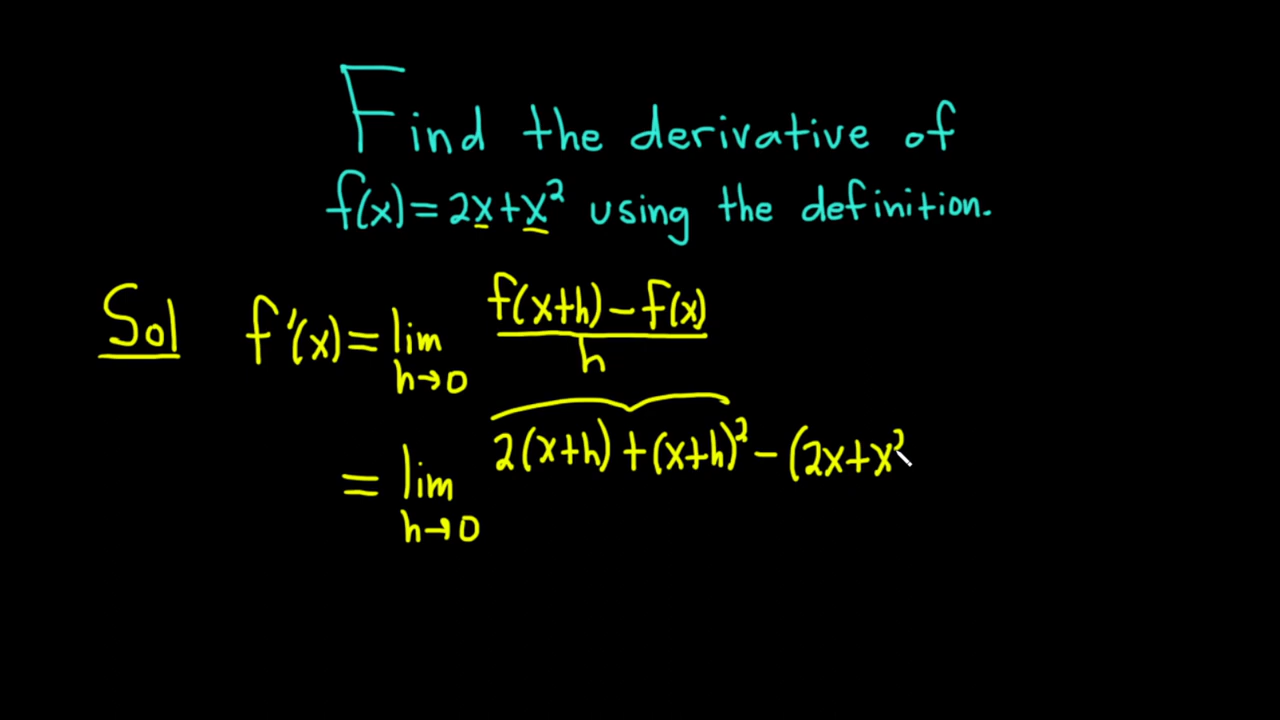 Find the derivative of
f(x)=2x+x² using the definition.
Sol f'(x)=lim h→0 f(x+h)-f(x) / h
= lim h→0 2(x+h)+(x+h)²-(2x+x²